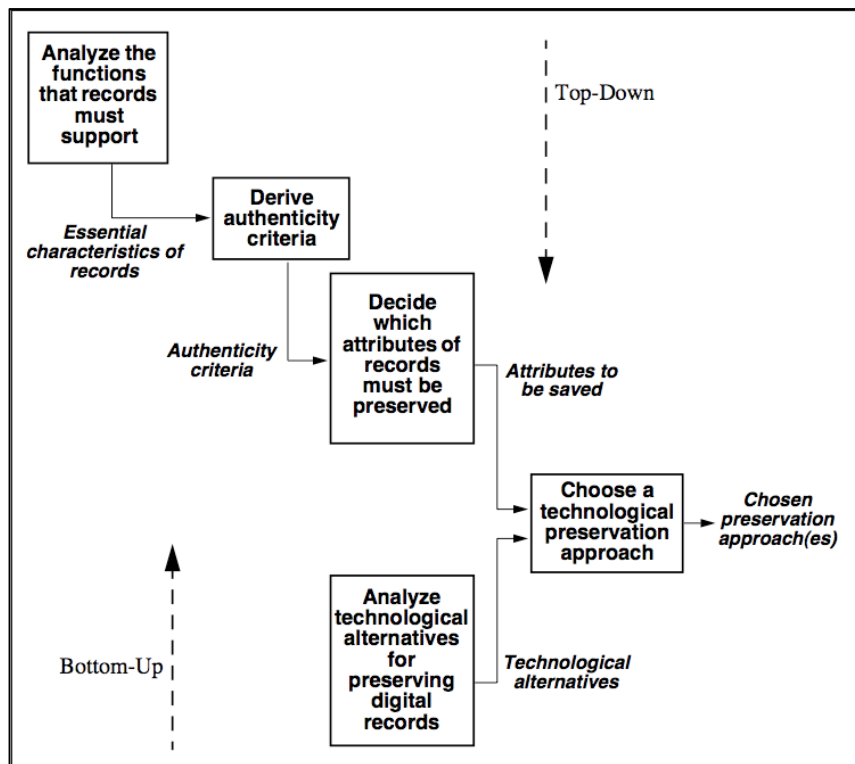 Analyze the
functions
that records
must
support
Top-Down
Essential
characteristics of
records
Derive
authenticity
criteria
Authenticity
criteria
Decide
which
attributes of
records
must be
preserved
Attributes to
be saved
Choose a
technological
preservation
approach
Chosen
preservation
approach(es)
Bottom-Up
Analyze
technological
alternatives
for
preserving
digital
records
Technological
alternatives